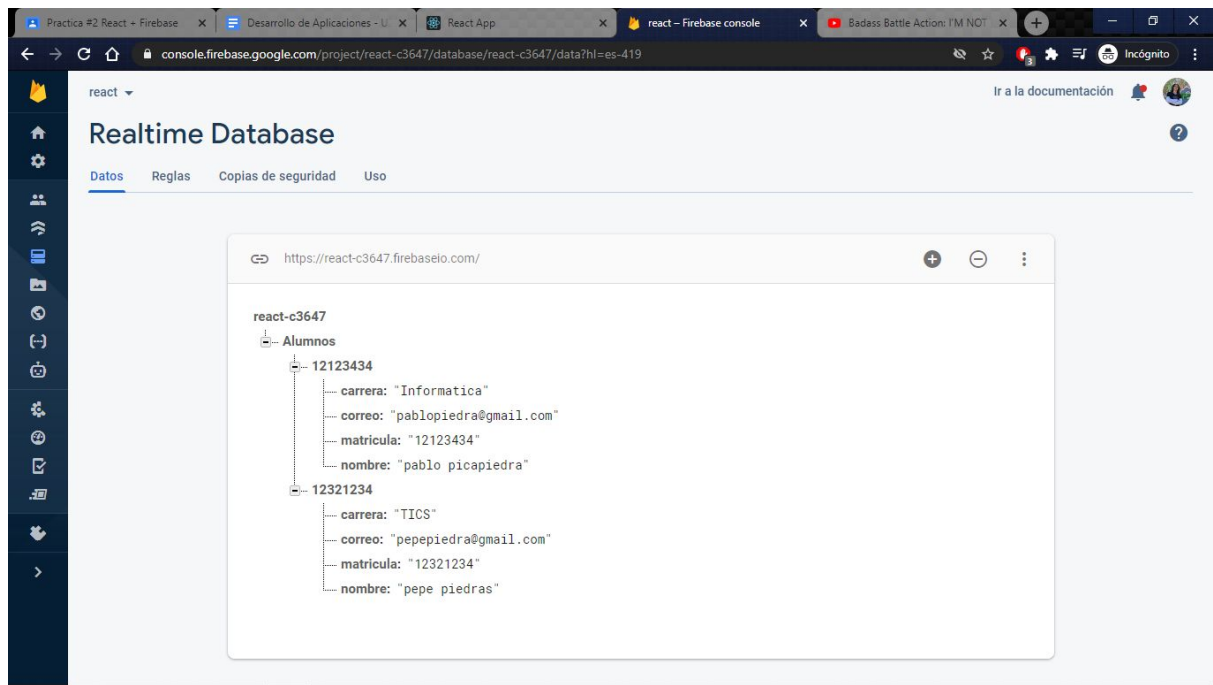 Practica #2 React + Firebase
Desarrollo de Aplicaciones - U
React App
react – Firebase console
Badass Battle Action: I'M NOT
console.firebase.google.com/project/react-c3647/database/react-c3647/data?hl=es-419
3
Incógnito
react
Ir a la documentación
Realtime Database
Datos Reglas Copias de seguridad Uso
https://react-c3647.firebaseio.com/
react-c3647
Alumnos
12123434
carrera: "Informatica"
correo: "pablopiedra@gmail.com"
matricula: "12123434"
nombre: "pablo picapiedra"
12321234
carrera: "TICS"
correo: "pepepiedra@gmail.com"
matricula: "12321234"
nombre: "pepe piedras"